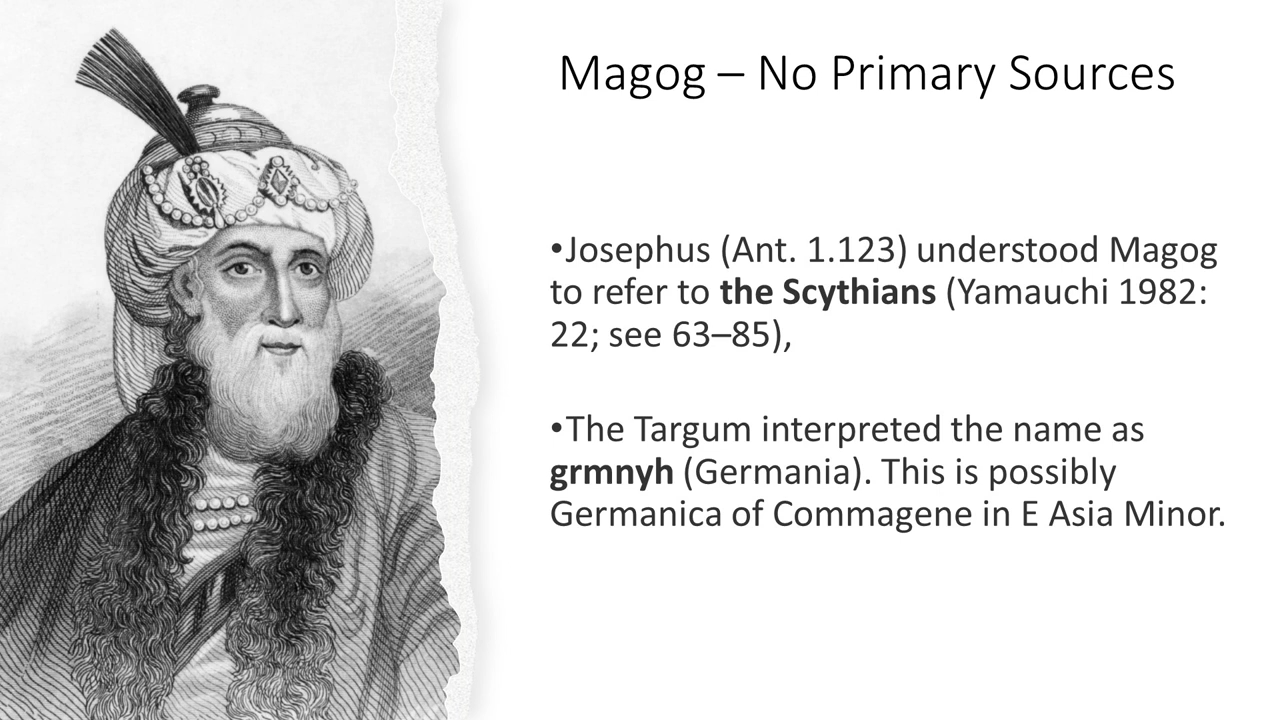 Magog – No Primary Sources
•Josephus (Ant. 1.123) understood Magog
to refer to the Scythians (Yamauchi 1982:
22; see 63–85),
•The Targum interpreted the name as
grmnyh (Germania). This is possibly
Germanica of Commagene in E Asia Minor.